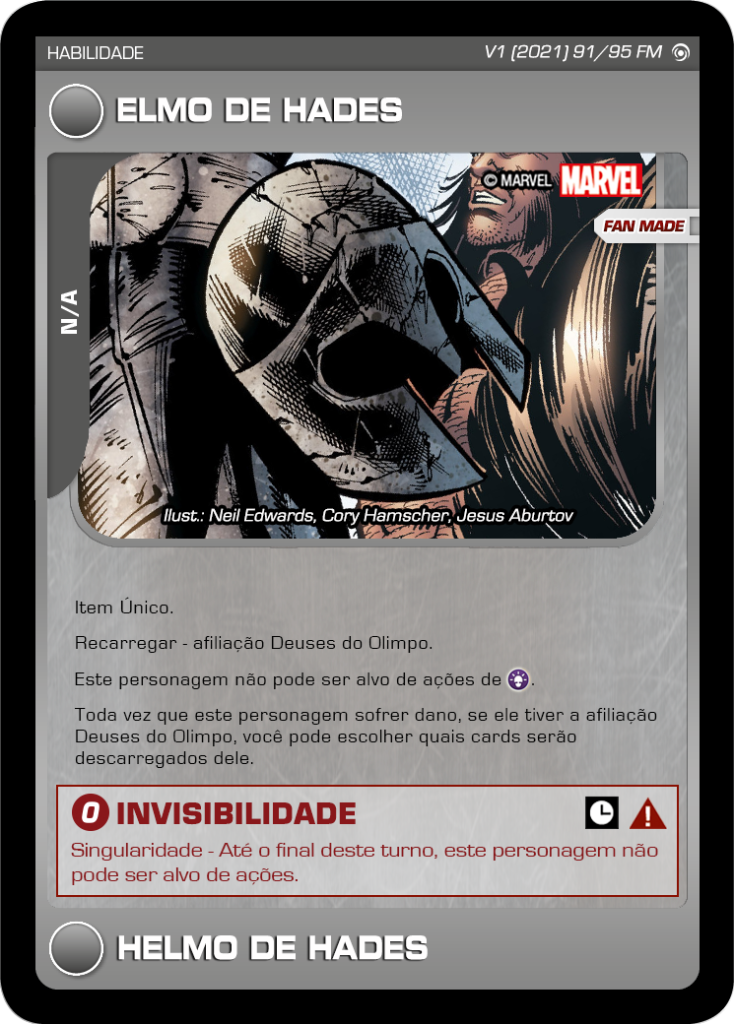 HABILIDADE
V1 (2021) 91/95 FM
ELMO DE HADES
© MARVEL MARVEL
FAN MADE
N/A
Ilust.: Neil Edwards, Cory Hamscher, Jesus Aburtov
Item Único.
Recarregar - afiliação Deuses do Olimpo.
Este personagem não pode ser alvo de ações de .
Toda vez que este personagem sofrer dano, se ele tiver a afiliação
Deuses do Olimpo, você pode escolher quais cards serão
descarregados dele.
0 INVISIBILIDADE
Singularidade - Até o final deste turno, este personagem não
pode ser alvo de ações.
HELMO DE HADES